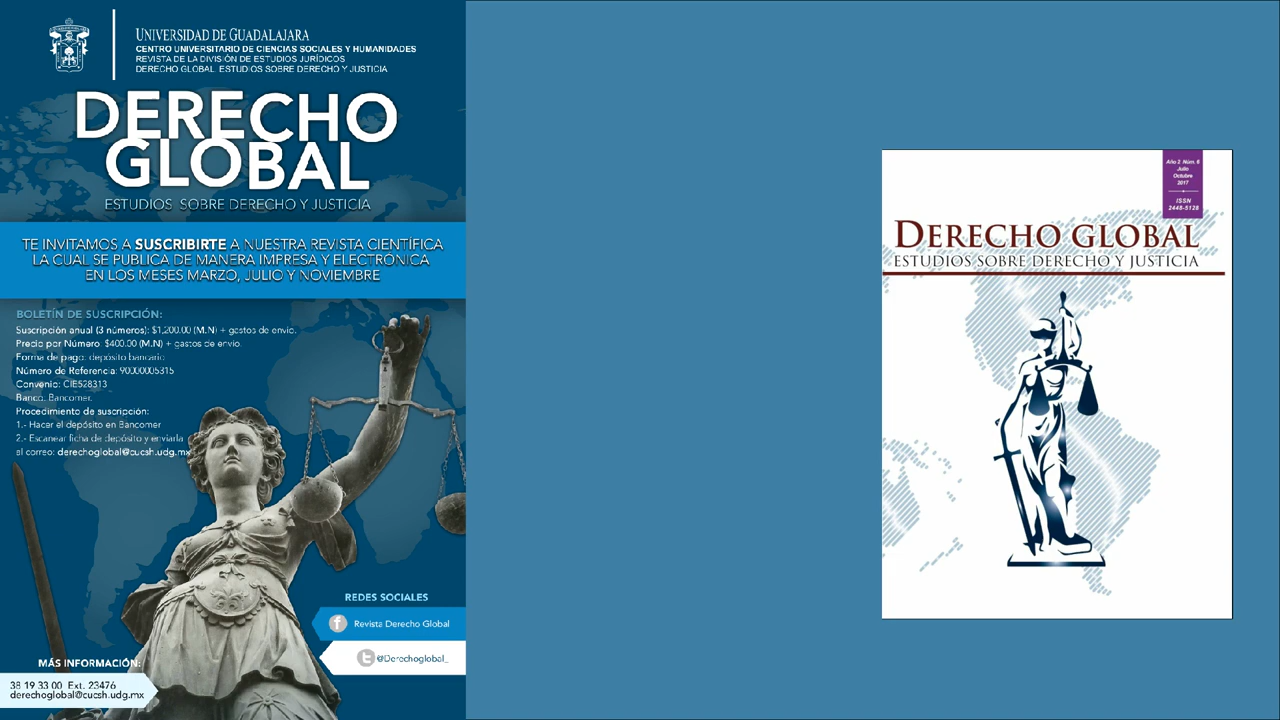 UNIVERSIDAD DE GUADALAJARA
CENTRO UNIVERSITARIO DE CIENCIAS SOCIALES Y HUMANIDADES
REVISTA DE LA DIVISIÓN DE ESTUDIOS JURÍDICOS
DERECHO GLOBAL. ESTUDIOS SOBRE DERECHO Y JUSTICIA
DERECHO
GLOBAL
ESTUDIOS SOBRE DERECHO Y JUSTICIA
TE INVITAMOS A SUSCRIBIRTE A NUESTRA REVISTA CIENTÍFICA
LA CUAL SE PUBLICA DE MANERA IMPRESA Y ELECTRÓNICA
EN LOS MESES MARZO, JULIO Y NOVIEMBRE
BOLETÍN DE SUSCRIPCIÓN:
Suscripción anual (3 números): $1,200.00 (M.N) + gastos de envío.
Precio por Número: $400.00 (M.N) + gastos de envío.
Forma de pago: depósito bancario
Número de Referencia: 90000005315
Convenio: CIE528313
Banco: Bancomer.
Procedimiento de suscripción:
1.- Hacer el depósito en Bancomer
2.- Escanear ficha de depósito y enviarla
al correo: derechoglobal@cucsh.udg.mx
REDES SOCIALES
Revista Derecho Global
@Derechoglobal_
MÁS INFORMACIÓN:
38 19 33 00 Ext. 23476
derechoglobal@cucsh.udg.mx
Año 2 Núm. 6
Julio
Octubre
2017
ISSN
2448-5128
DERECHO GLOBAL
ESTUDIOS SOBRE DERECHO Y JUSTICIA